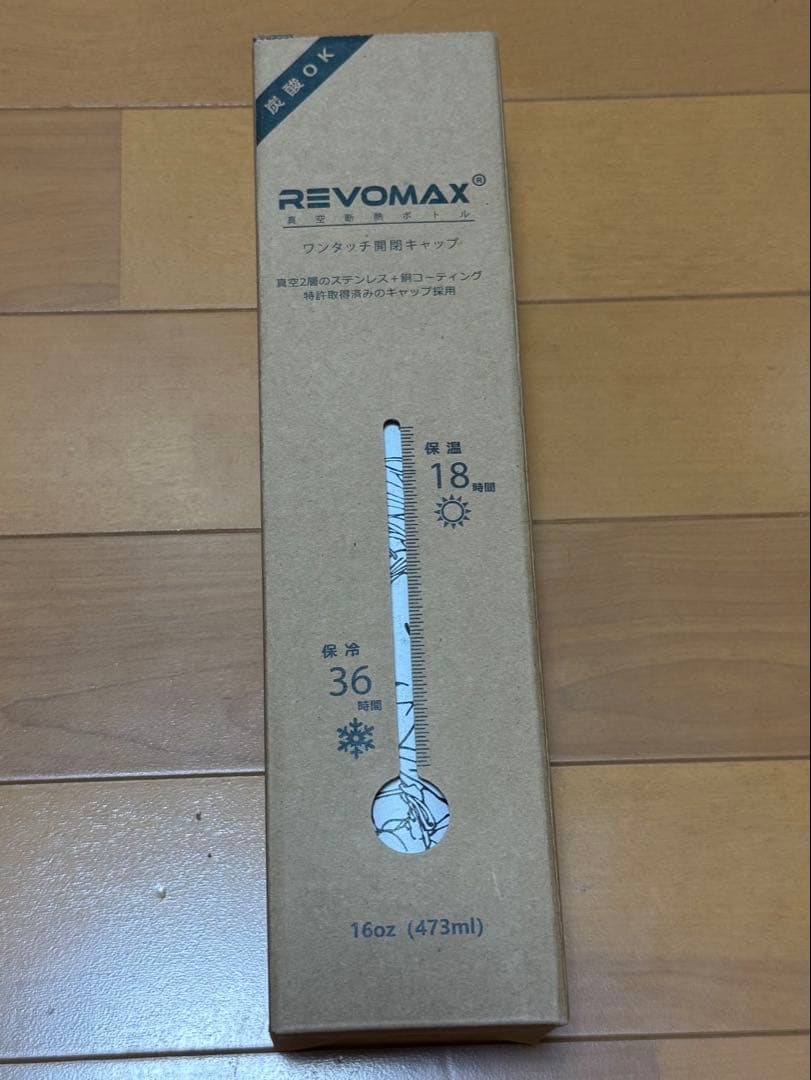 炭酸OK
REVOMAX®
真空断熱ボトル
ワンタッチ開閉キャップ
真空2層のステンレス+銅コーティング
特許取得済みのキャップ採用
保温
18時間
保冷
36
時間
16oz (473ml)